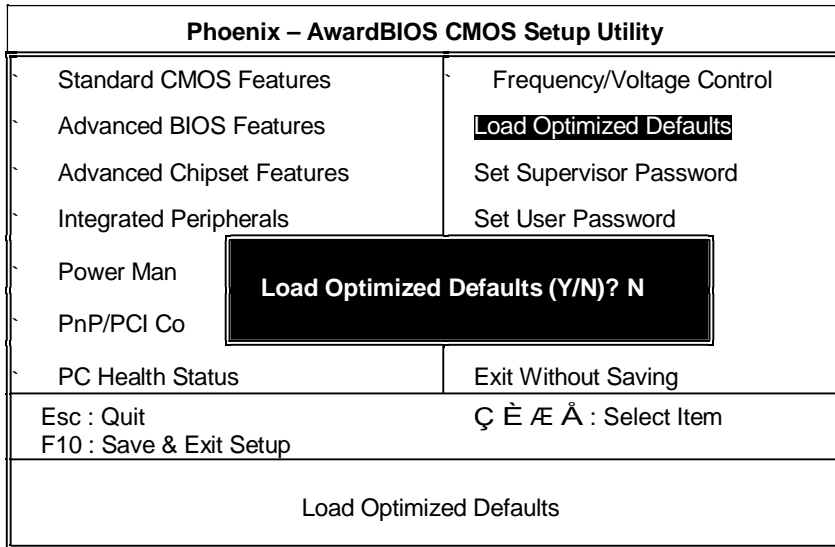 Phoenix – AwardBIOS CMOS Setup Utility
` Standard CMOS Features
` Advanced BIOS Features
` Advanced Chipset Features
` Integrated Peripherals
` Power Man
` PnP/PCI Co
` PC Health Status
` Frequency/Voltage Control
Load Optimized Defaults
Set Supervisor Password
Set User Password
Exit Without Saving
Load Optimized Defaults (Y/N)? N
Esc : Quit
F10 : Save & Exit Setup
Ç È Æ Å : Select Item
Load Optimized Defaults